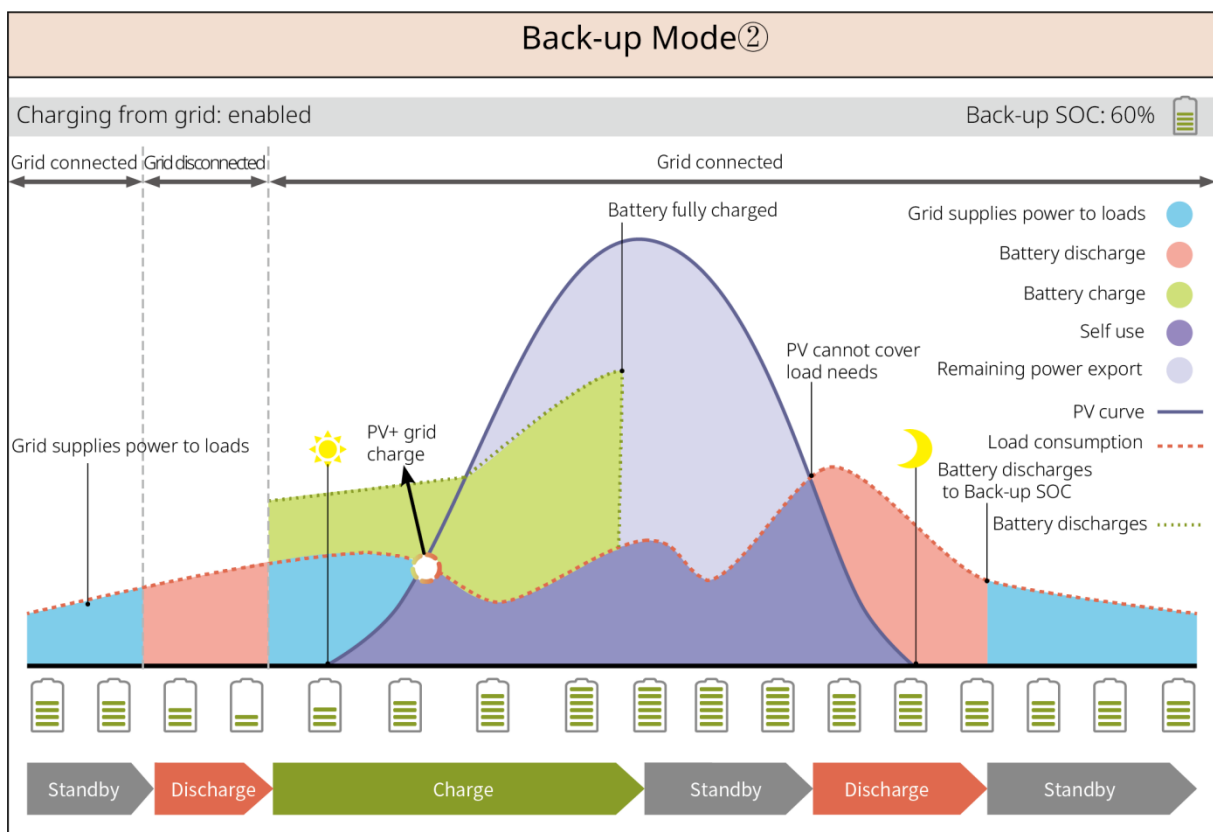 Back-up Mode②
Charging from grid: enabled
Back-up SOC: 60%
Grid connected
Grid disconnected
Grid connected
Battery fully charged
Grid supplies power to loads
Battery discharge
Battery charge
Self use
Remaining power export
PV curve
Load consumption
Battery discharges
PV cannot cover
load needs
PV+ grid
charge
Grid supplies power to loads
Battery discharges
to Back-up SOC
Standby
Discharge
Charge
Standby
Discharge
Standby